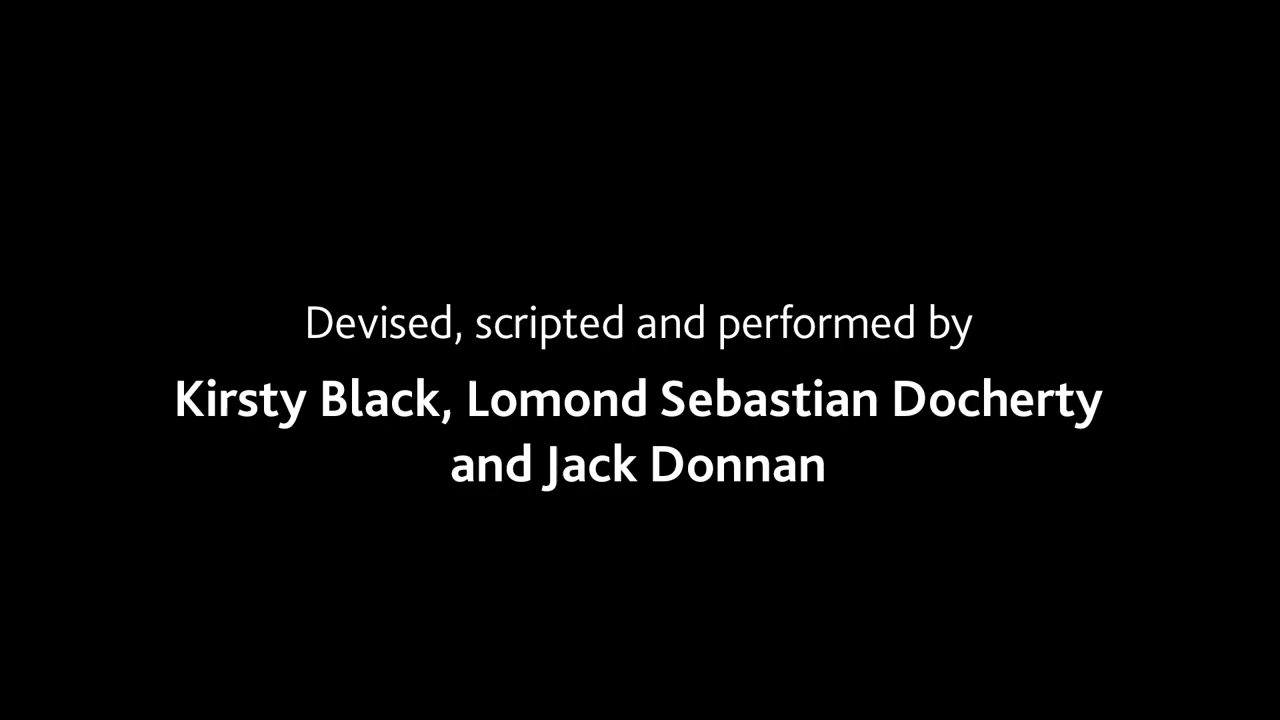 Devised, scripted and performed by
Kirsty Black, Lomond Sebastian Docherty
and Jack Donnan